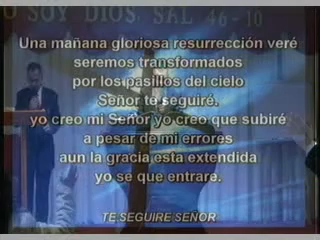 O SOY DIOS. SAL 46-10
Una mañana gloriosa resurrección veré
seremos transformados
por los pasillos del cielo
Señor te seguiré.
yo creo mi Señor yo creo que subiré
a pesar de mi errores
aun la gracia esta extendida
yo se que entrare.
TE SEGUIRE SEÑOR